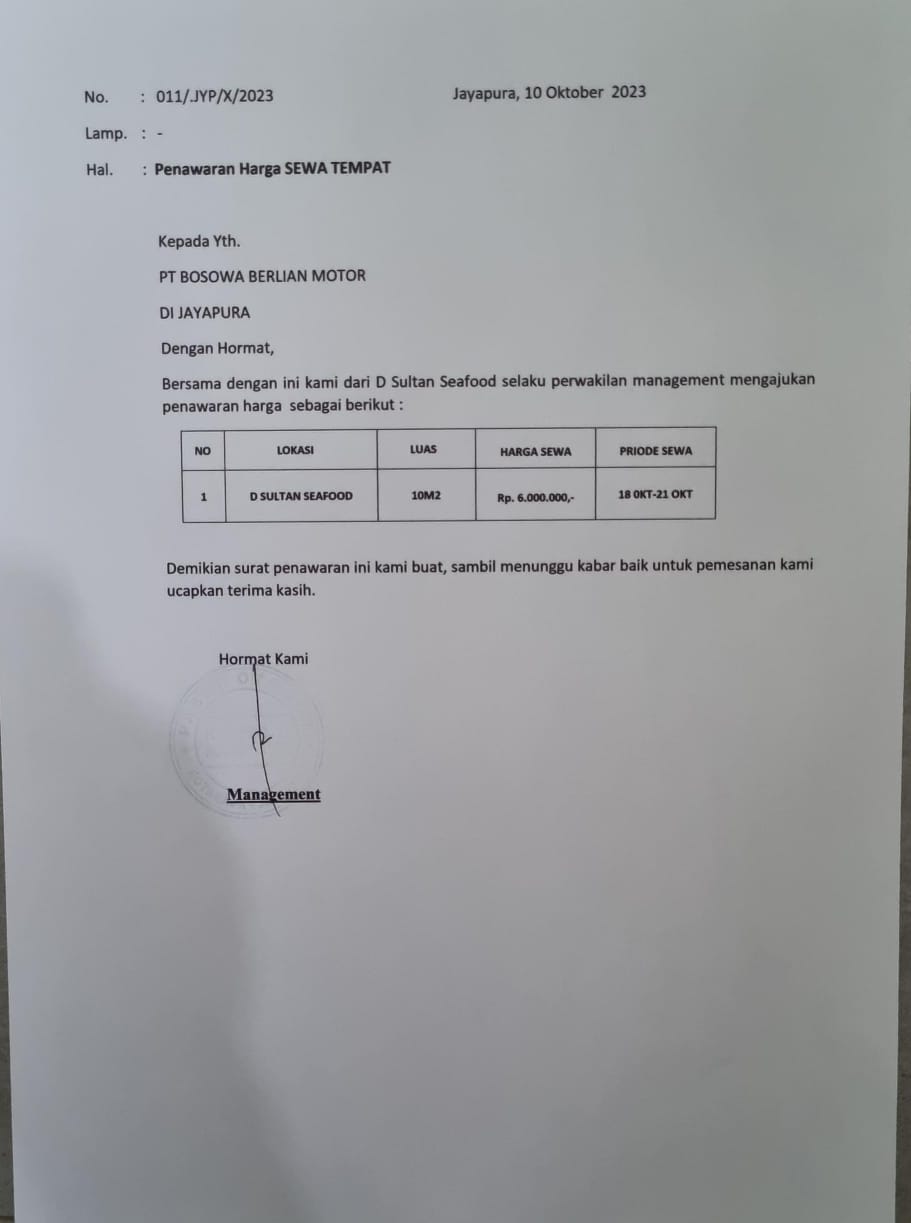 No. : 011/.JYP/X/2023 Jayapura, 10 Oktober 2023
Lamp. : -
Hal. : Penawaran Harga SEWA TEMPAT
Kepada Yth.
PT BOSOWA BERLIAN MOTOR
DI JAYAPURA
Dengan Hormat,
Bersama dengan ini kami dari D Sultan Seafood selaku perwakilan management mengajukan
penawaran harga sebagai berikut :
NO LOKASI LUAS HARGA SEWA PRIODE SEWA
1 D SULTAN SEAFOOD 10M2 Rp. 6.000.000,- 18 OKT-21 OKT
Demikian surat penawaran ini kami buat, sambil menunggu kabar baik untuk pemesanan kami
ucapkan terima kasih.
Hormat Kami
Management